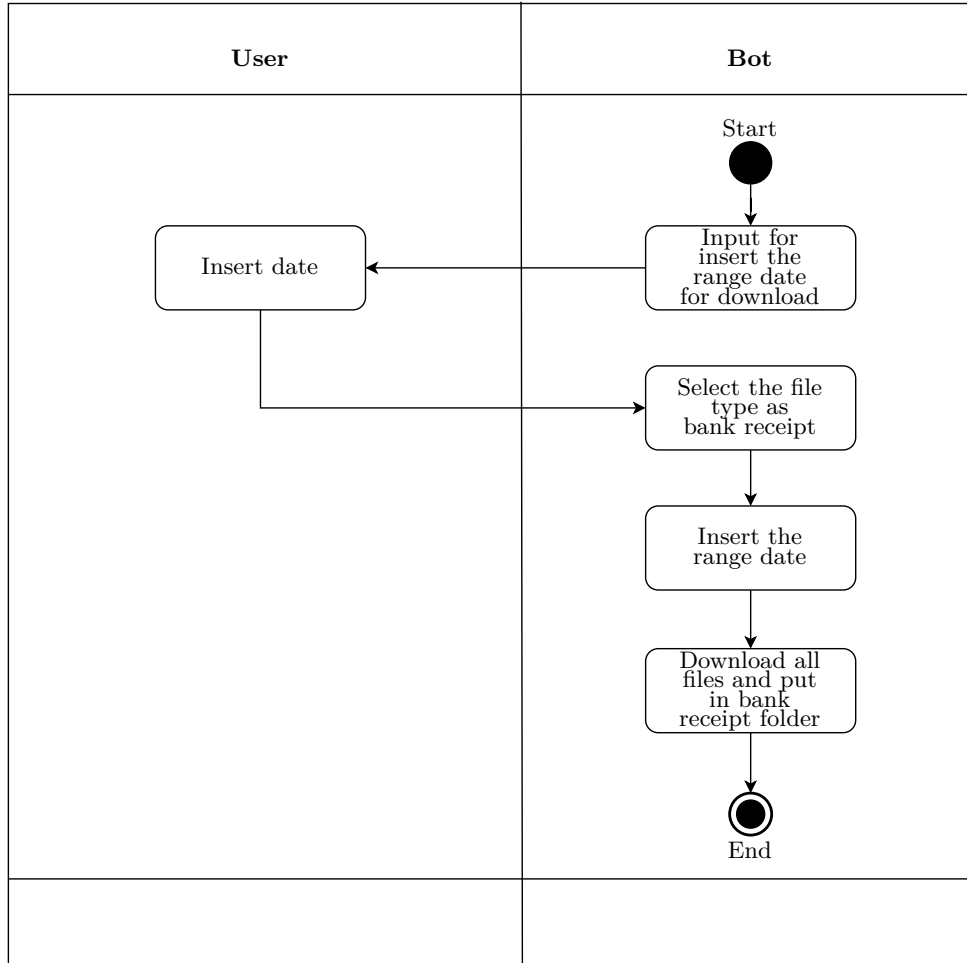 User
Bot
Start
Insert date
Input for
insert the
range date
for download
Select the file
type as
bank receipt
Insert the
range date
Download all
files and put
in bank
receipt folder
End